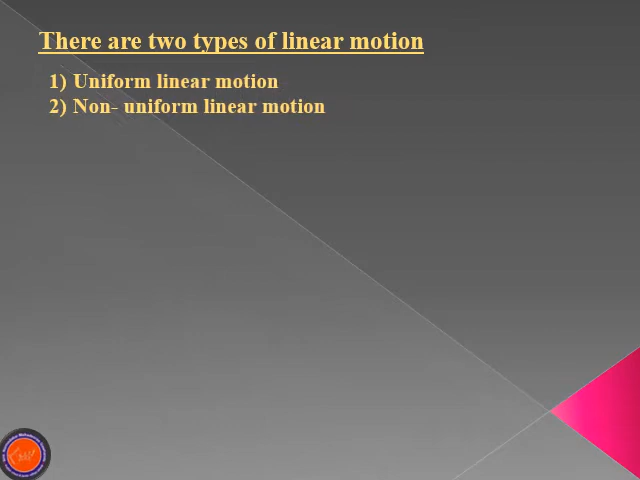 There are two types of linear motion
1) Uniform linear motion
2) Non- uniform linear motion